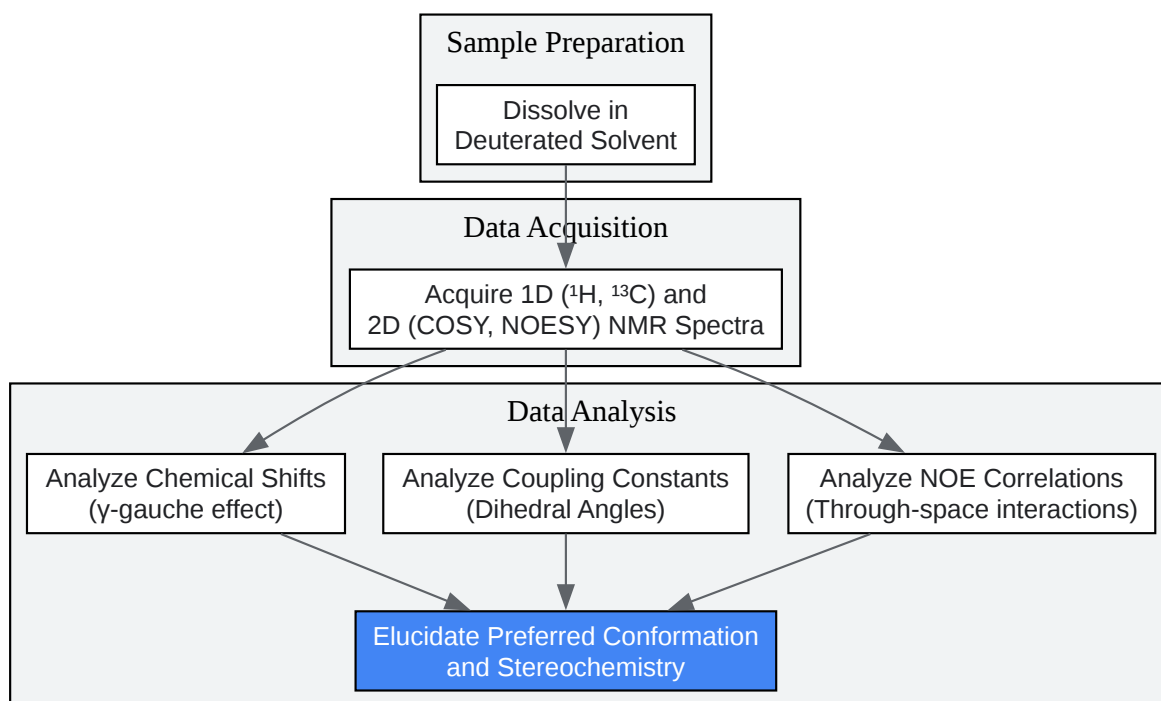 Sample Preparation
Dissolve in
Deuterated Solvent
Data Acquisition
Acquire 1D (¹H, ¹³C) and
2D (COSY, NOESY) NMR Spectra
Data Analysis
Analyze Chemical Shifts
(γ-gauche effect)
Analyze Coupling Constants
(Dihedral Angles)
Analyze NOE Correlations
(Through-space interactions)
Elucidate Preferred Conformation
and Stereochemistry